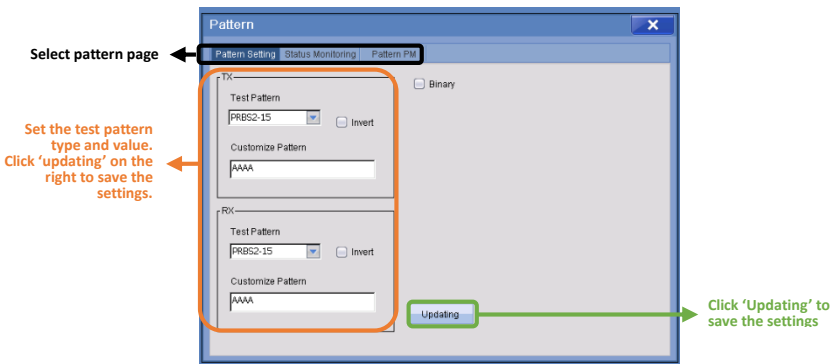 Pattern
Select pattern page
Pattern Setting Status Monitoring Pattern PM
TX
Binary
Test Pattern
PRBS2-15 Invert
Customize Pattern
AAAA
Set the test pattern
type and value.
Click ‘updating’ on the
right to save the
settings.
RX
Test Pattern
PRBS2-15 Invert
Customize Pattern
AAAA
Updating
Click ‘Updating’ to
save the settings